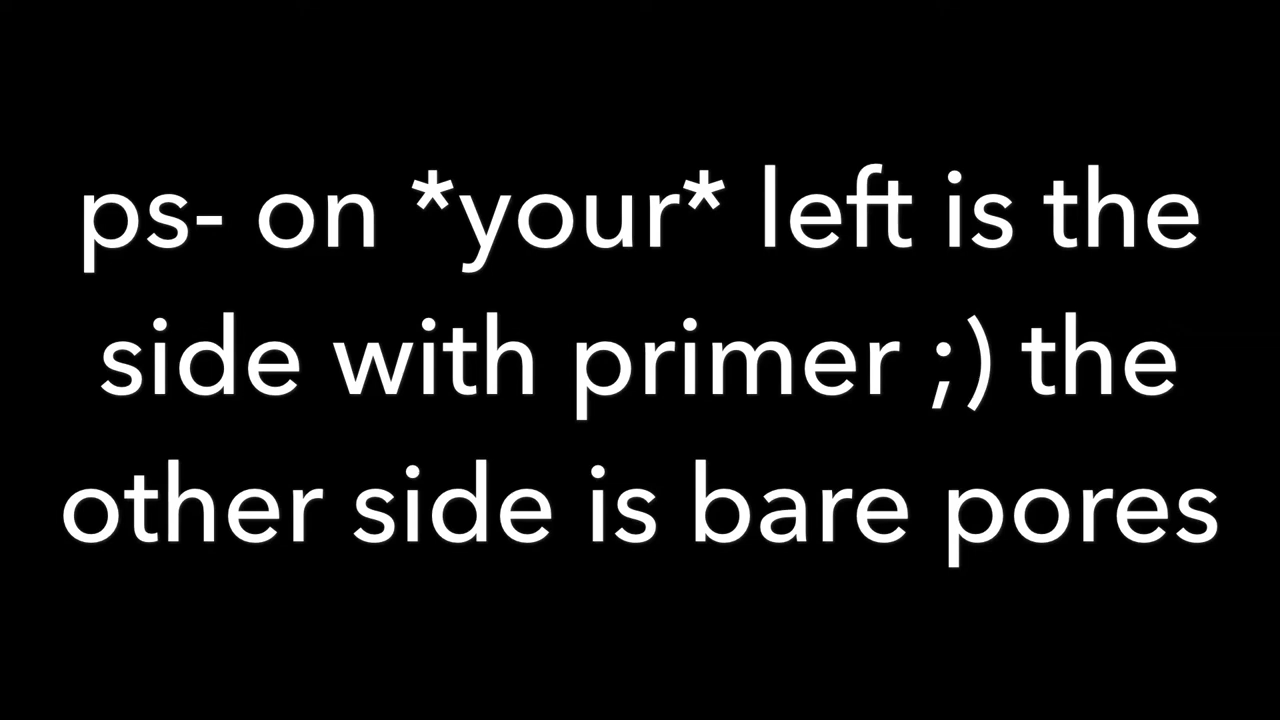 ps- on *your* left is the
side with primer ;) the
other side is bare pores